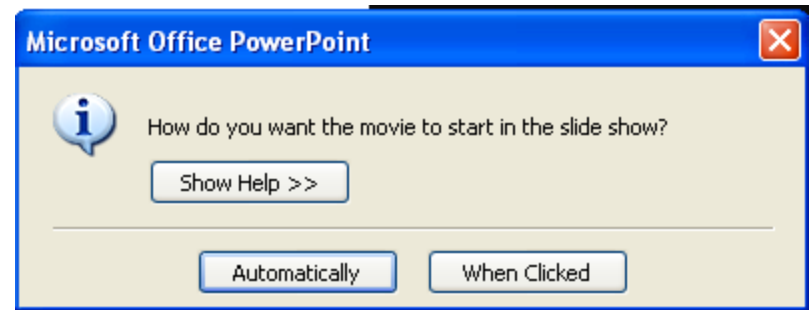 Microsoft Office PowerPoint
How do you want the movie to start in the slide show?
Show Help >>
Automatically
When Clicked